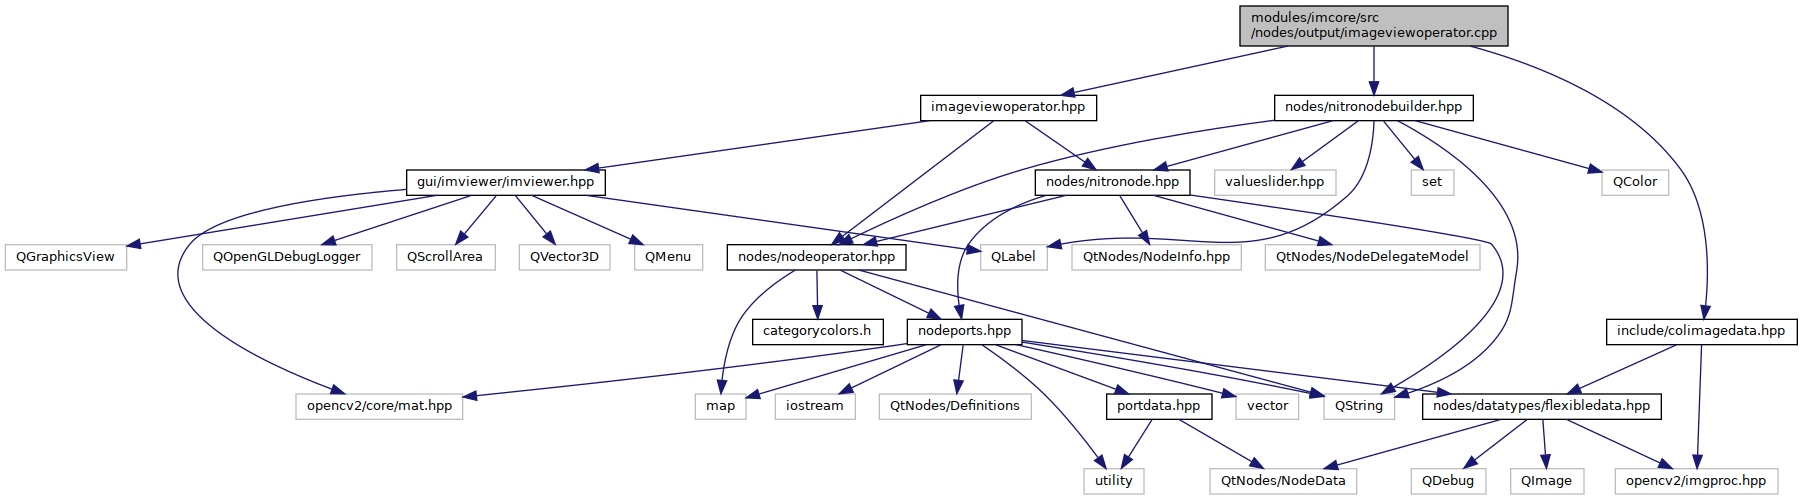 modules/imcore/src
/nodes/output/imageviewoperator.cpp
imageviewoperator.hpp
nodes/nitronodebuilder.hpp
gui/imviewer/imviewer.hpp
nodes/nitronode.hpp
valueslider.hpp
set
QColor
QGraphicsView
QOpenGLDebugLogger
QScrollArea
QVector3D
QMenu
nodes/nodeoperator.hpp
QLabel
QtNodes/NodeInfo.hpp
QtNodes/NodeDelegateModel
categorycolors.h
nodeports.hpp
include/colimagedata.hpp
opencv2/core/mat.hpp
map
iostream
QtNodes/Definitions
portdata.hpp
vector
QString
nodes/datatypes/flexibledata.hpp
utility
QtNodes/NodeData
QDebug
QImage
opencv2/imgproc.hpp